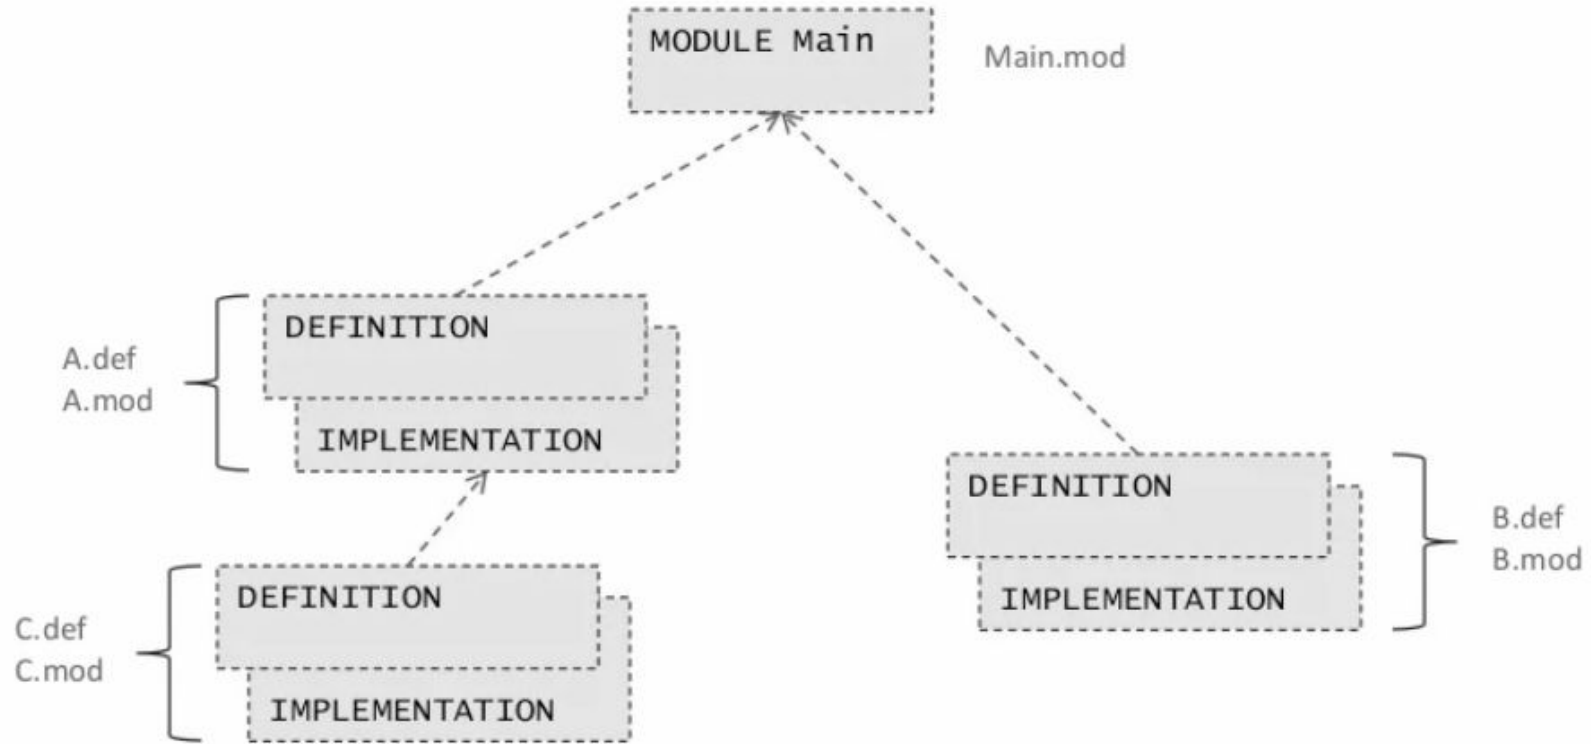 MODULE Main
Main.mod
A.def
A.mod
DEFINITION
IMPLEMENTATION
DEFINITION
IMPLEMENTATION
B.def
B.mod
C.def
C.mod
DEFINITION
IMPLEMENTATION